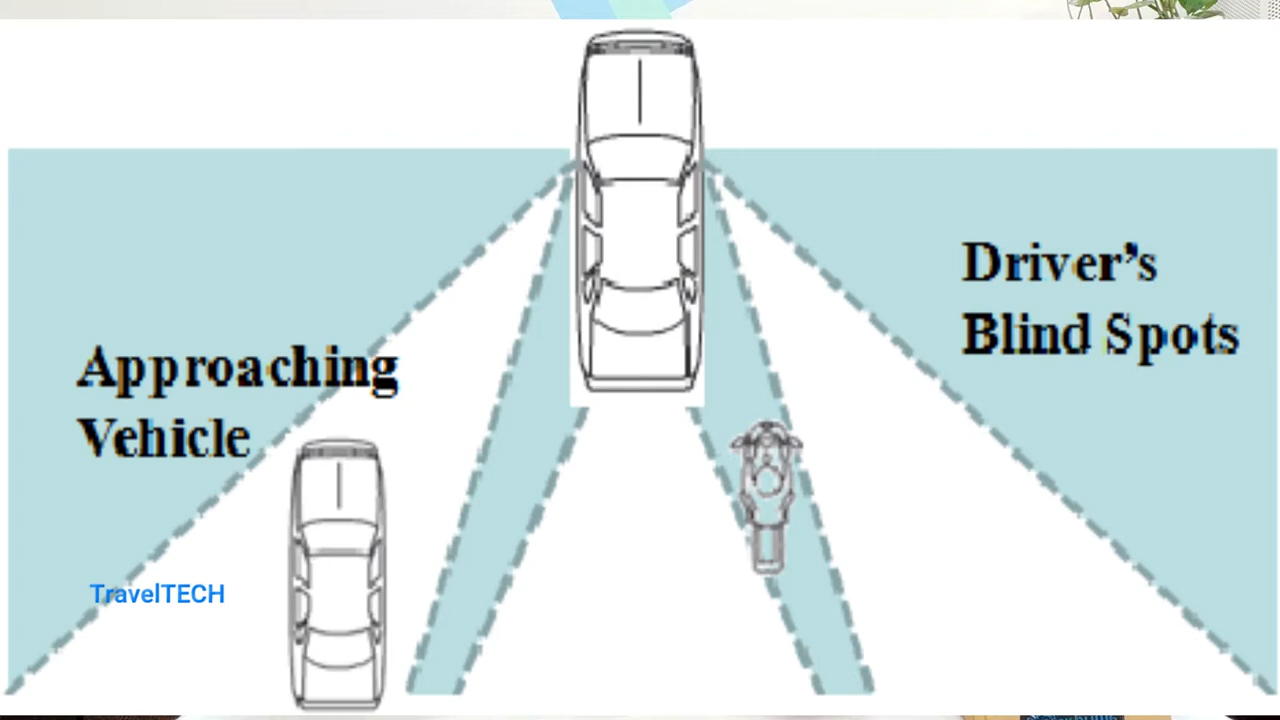 Driver's
Blind Spots
Approaching
Vehicle
TravelTECH